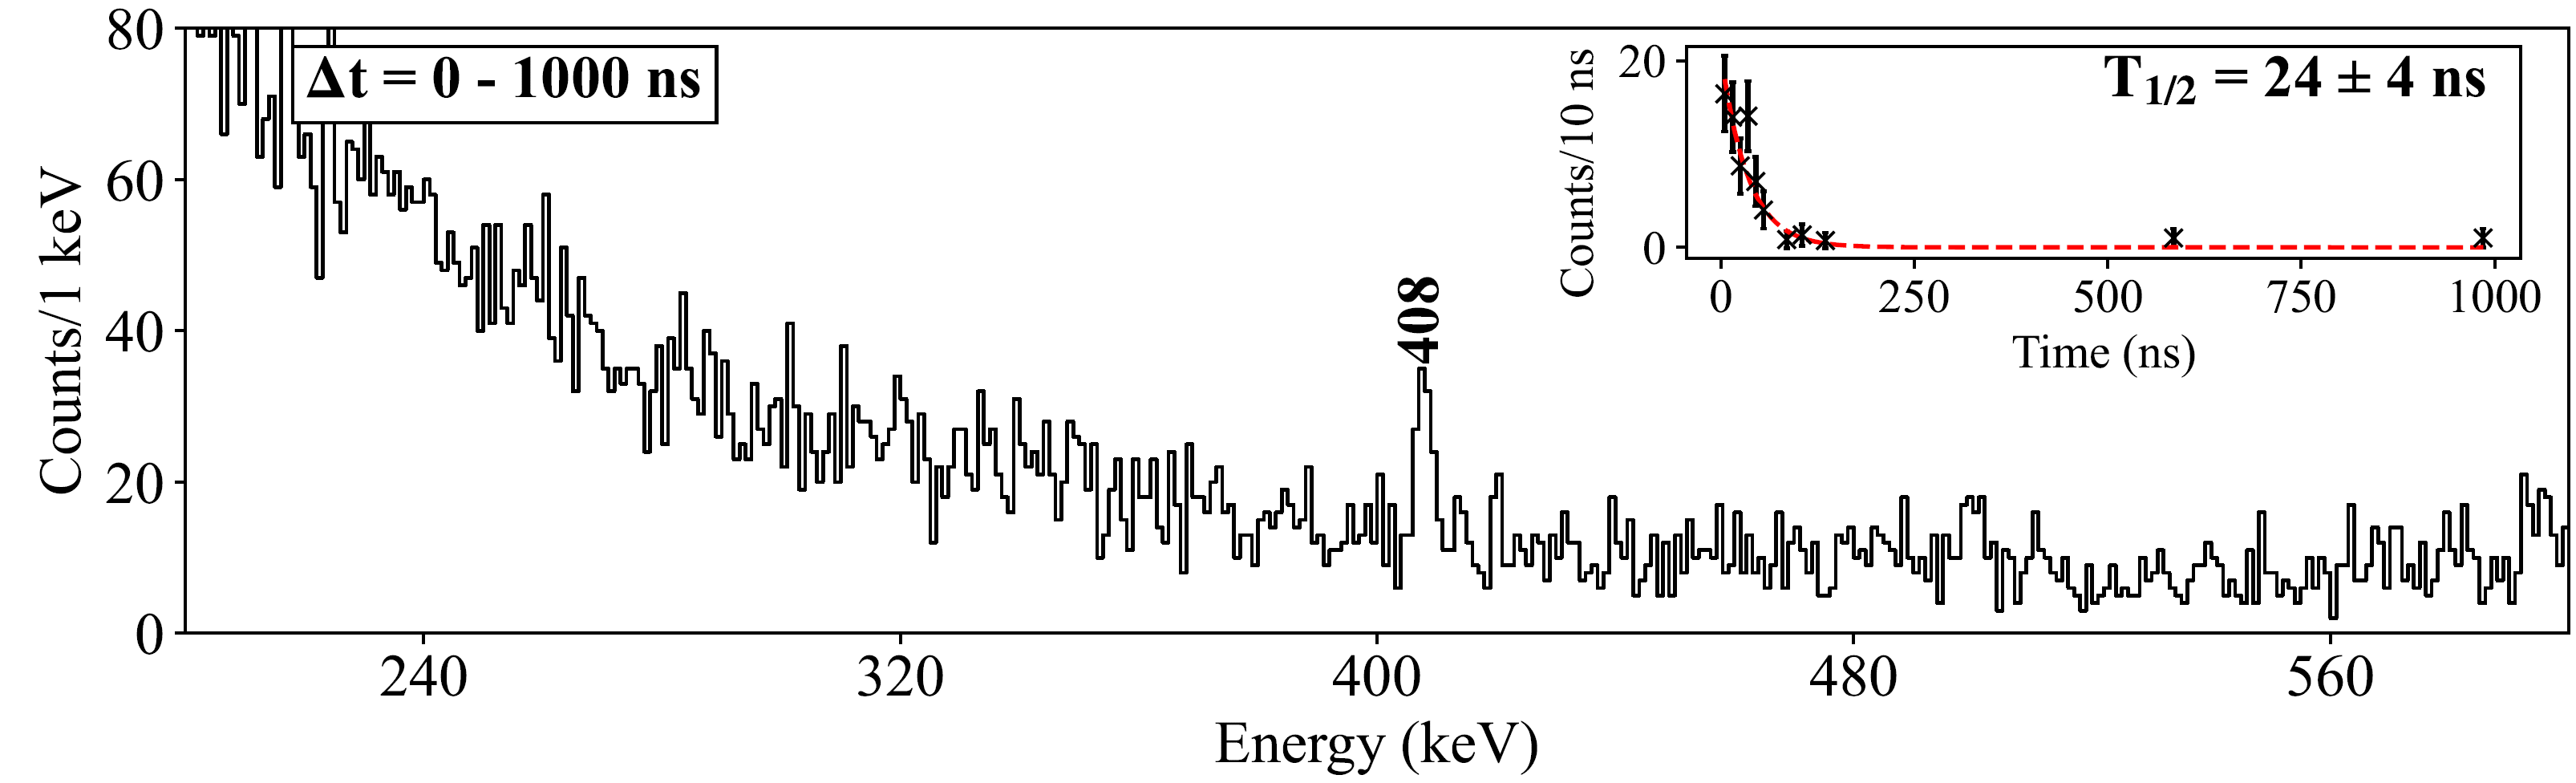 80
60
40
20
0
Counts/1 keV
Δt = 0 - 1000 ns
408
240 320 400 480 560
Energy (keV)
20
0
Counts/10 ns
T1/2 = 24 ± 4 ns
0 250 500 750 1000
Time (ns)